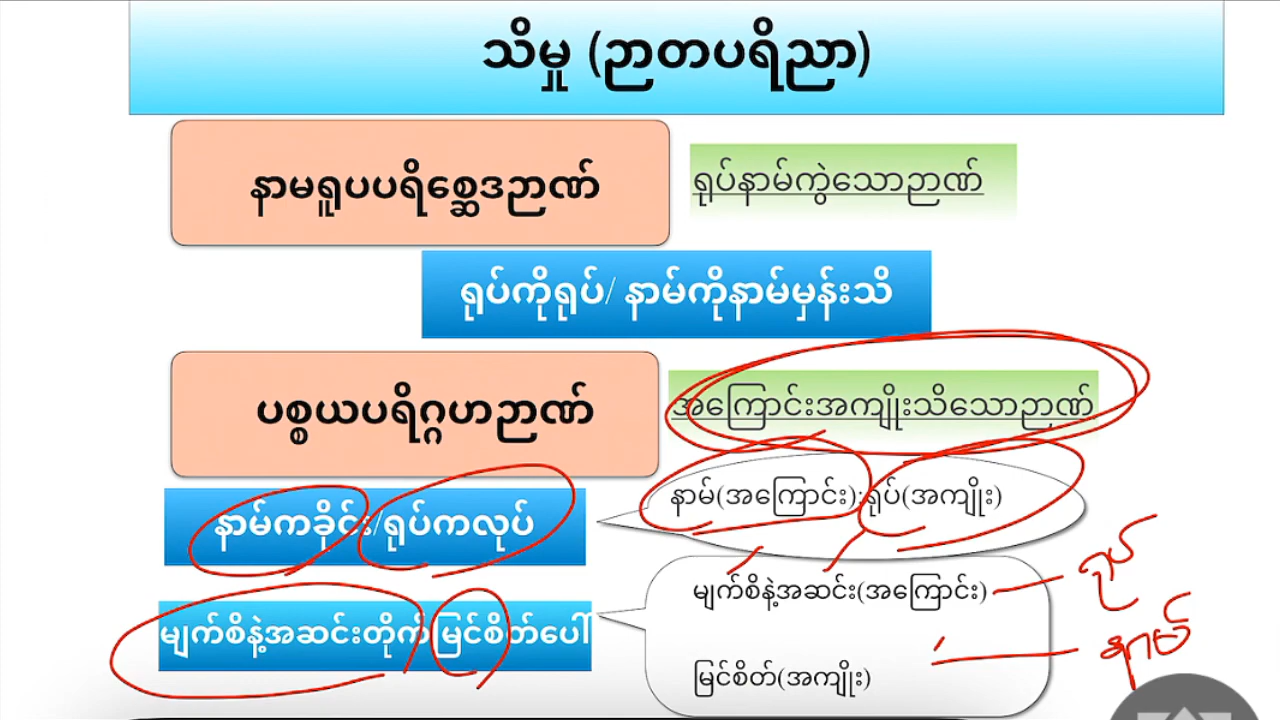 သိမှု (ဉာတပရိညာ)
နာမရူပပရိစ္ဆေဒဉာဏ်
ရုပ်နာမ်ကွဲသောဉာဏ်
ရုပ်ကိုရုပ်/ နာမ်ကိုနာမ်မှန်းသိ
ပစ္စယပရိဂ္ဂဟဉာဏ်
အကြောင်းအကျိုးသိသောဉာဏ်
နာမ်ကခိုင်း/ရုပ်ကလုပ်
နာမ်(အကြောင်း);ရုပ်(အကျိုး)
မျက်စိနဲ့အဆင်းတိုက်မြင်စိတ်ပေါ်
မျက်စိနဲ့အဆင်း(အကြောင်း)
ရုပ်
မြင်စိတ်(အကျိုး)
နာမ်